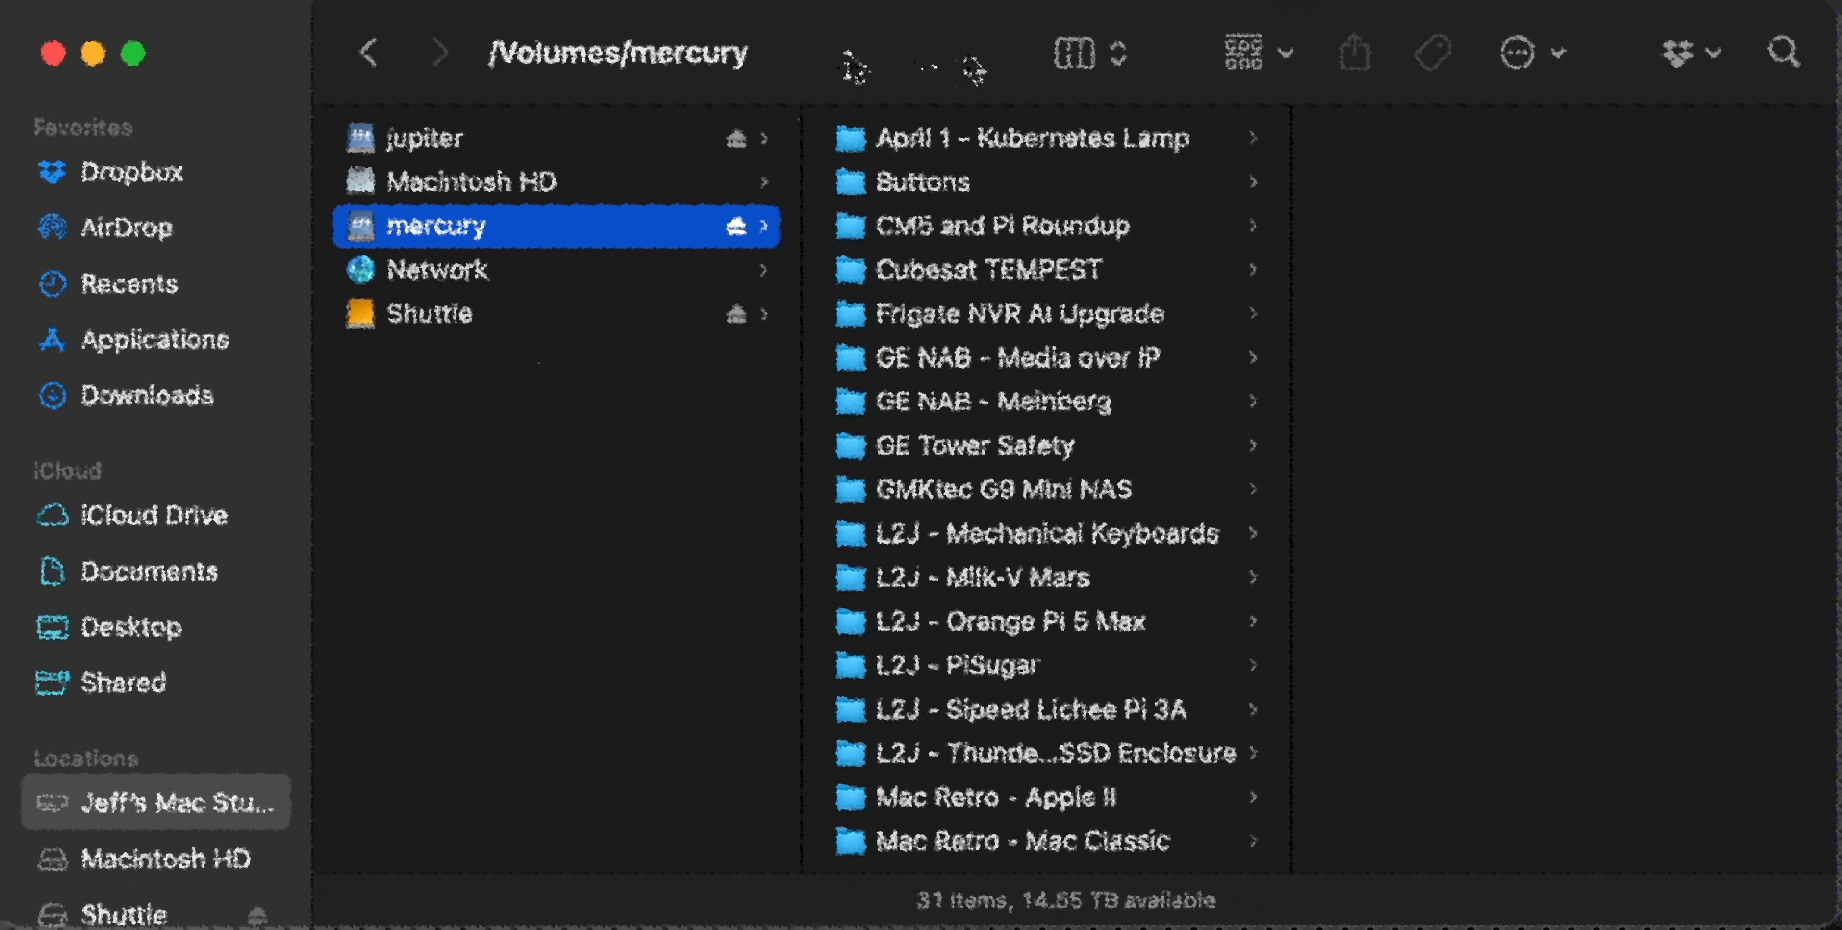 /Volumes/mercury
Favorites
Dropbox
AirDrop
Recents
Applications
Downloads
iCloud
iCloud Drive
Documents
Desktop
Shared
Locations
Jeff's Mac Stu...
Macintosh HD
Shuttle
jupiter
Macintosh HD
mercury
Network
Shuttle
April 1 - Kubernetes Lamp
Buttons
CM5 and Pi Roundup
Cubesat TEMPEST
Frigate NVR AI Upgrade
GE NAB - Media over IP
GE NAB - Meinberg
GE Tower Safety
GMKtec G9 Mini NAS
L2J - Mechanical Keyboards
L2J - Milk-V Mars
L2J - Orange Pi 5 Max
L2J - PiSugar
L2J - Sipeed Lichee Pi 3A
L2J - Thunde...SSD Enclosure
Mac Retro - Apple II
Mac Retro - Mac Classic
31 items, 14.55 TB available